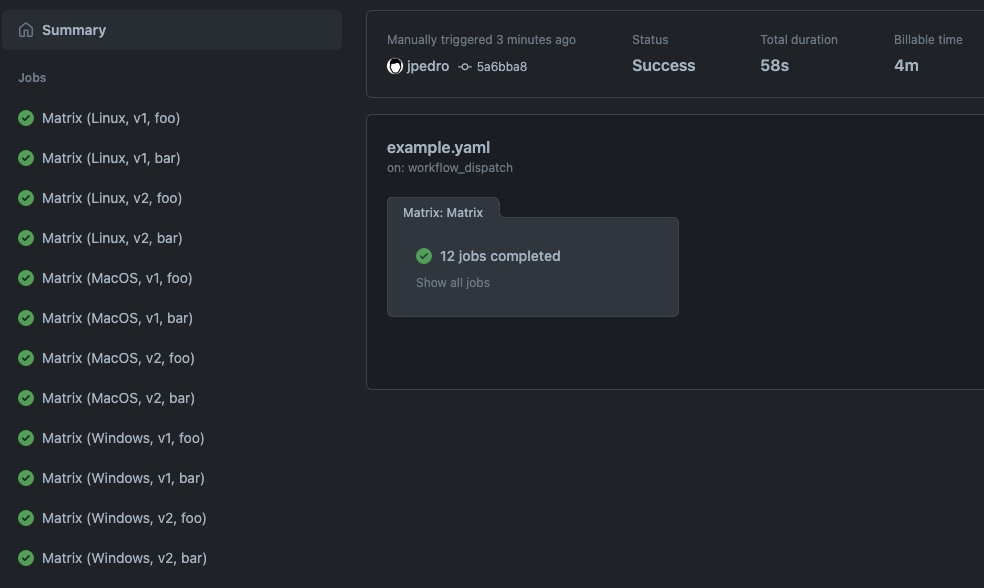 Summary
Jobs
Matrix (Linux, v1, foo)
Matrix (Linux, v1, bar)
Matrix (Linux, v2, foo)
Matrix (Linux, v2, bar)
Matrix (MacOS, v1, foo)
Matrix (MacOS, v1, bar)
Matrix (MacOS, v2, foo)
Matrix (MacOS, v2, bar)
Matrix (Windows, v1, foo)
Matrix (Windows, v1, bar)
Matrix (Windows, v2, foo)
Matrix (Windows, v2, bar)
Manually triggered 3 minutes ago
jpedro 5a6bba8
Status
Success
Total duration
58s
Billable time
4m
example.yaml
on: workflow_dispatch
Matrix: Matrix
12 jobs completed
Show all jobs